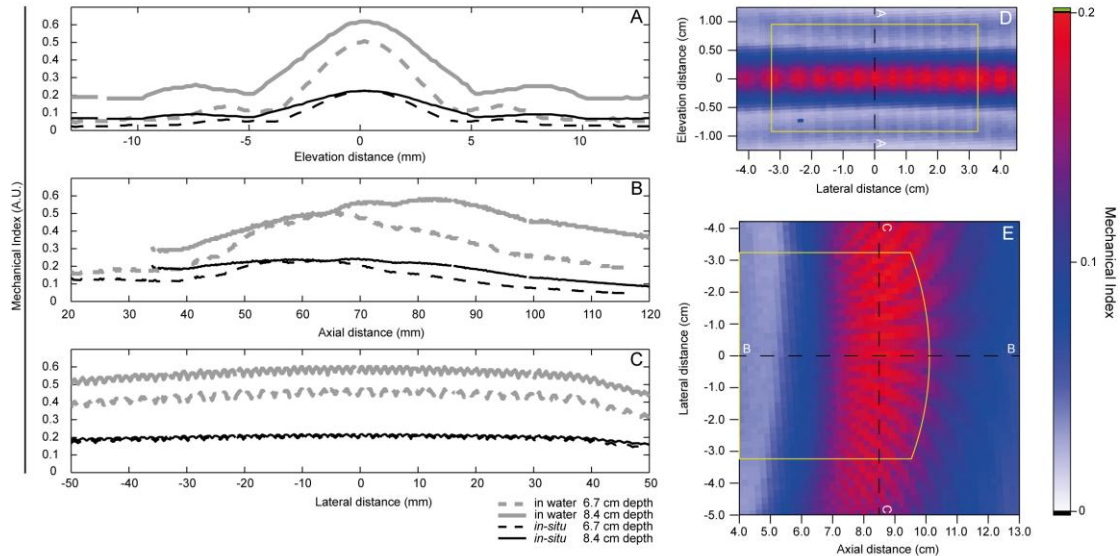 Mechanical Index (A.U.)
A
0.6
0.5
0.4
0.3
0.2
0.1
0
-10 -5 0 5 10
Elevation distance (mm)
B
0.6
0.5
0.4
0.3
0.2
0.1
0
20 30 40 50 60 70 80 90 100 110 120
Axial distance (mm)
C
0.6
0.5
0.4
0.3
0.2
0.1
0
-50 -40 -30 -20 -10 0 10 20 30 40 50
Lateral distance (mm)
in water 6.7 cm depth
in water 8.4 cm depth
in-situ 6.7 cm depth
in-situ 8.4 cm depth
D
A
A
Elevation distance (cm)
1.00
0.50
0
-0.50
-1.00
-4.0 -3.0 -2.0 -1.0 0 1.0 2.0 3.0 4.0
Lateral distance (cm)
E
C
C
B
B
Lateral distance (cm)
-4.0
-3.0
-2.0
-1.0
0
1.0
2.0
-3.0
-4.0
-5.0
4.0 5.0 6.0 7.0 8.0 9.0 10.0 11.0 12.0 13.0
Axial distance (cm)
0.2
0.1
0
Mechanical Index